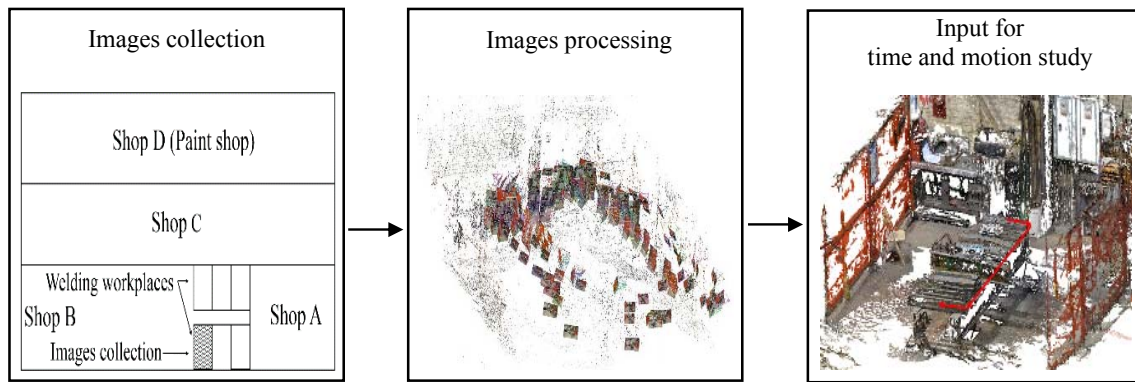 Images collection
Shop D (Paint shop)
Shop C
Welding workplaces
Shop B
Shop A
Images collection
Images processing
Input for
time and motion study